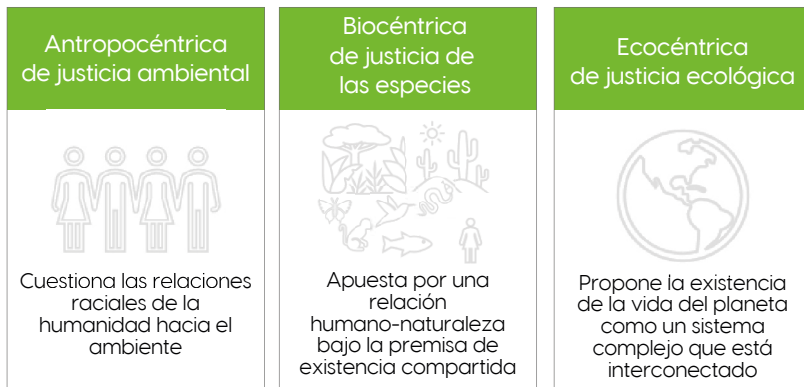 Antropocéntrica
de justicia ambiental
Cuestiona las relaciones
raciales de la
humanidad hacia el
ambiente
Biocéntrica
de justicia de
las especies
Apuesta por una
relación
humano-naturaleza
bajo la premisa de
existencia compartida
Ecocéntrica
de justicia ecológica
Propone la existencia
de la vida del planeta
como un sistema
complejo que está
interconectado